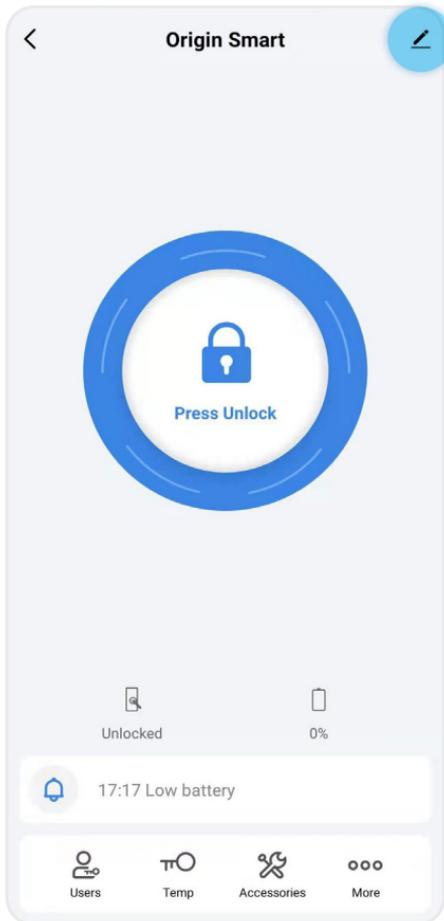 Origin Smart
Press Unlock
Unlocked 0%
17:17 Low battery
Users Temp Accessories More